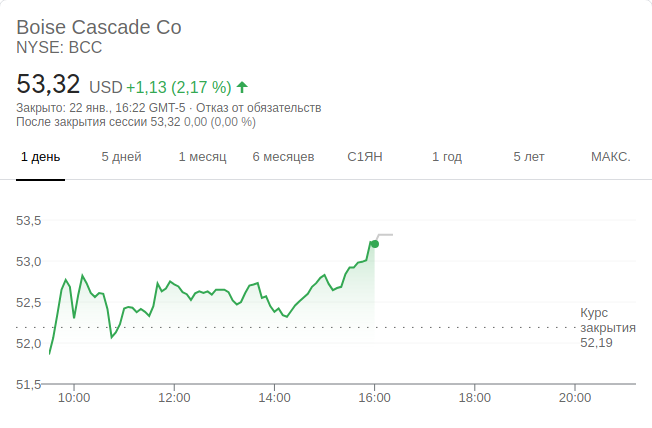 Boise Cascade Co
NYSE: BCC
53,32 USD +1,13 (2,17 %)
Закрыто: 22 янв., 16:22 GMT-5 · Отказ от обязательств
После закрытия сессии 53,32 0,00 (0,00 %)
1 день 5 дней 1 месяц 6 месяцев С1ЯН 1 год 5 лет МАКС.
53,5
53,0
52,5
52,0
51,5
Курс
закрытия
52,19
10:00 12:00 14:00 16:00 18:00 20:00